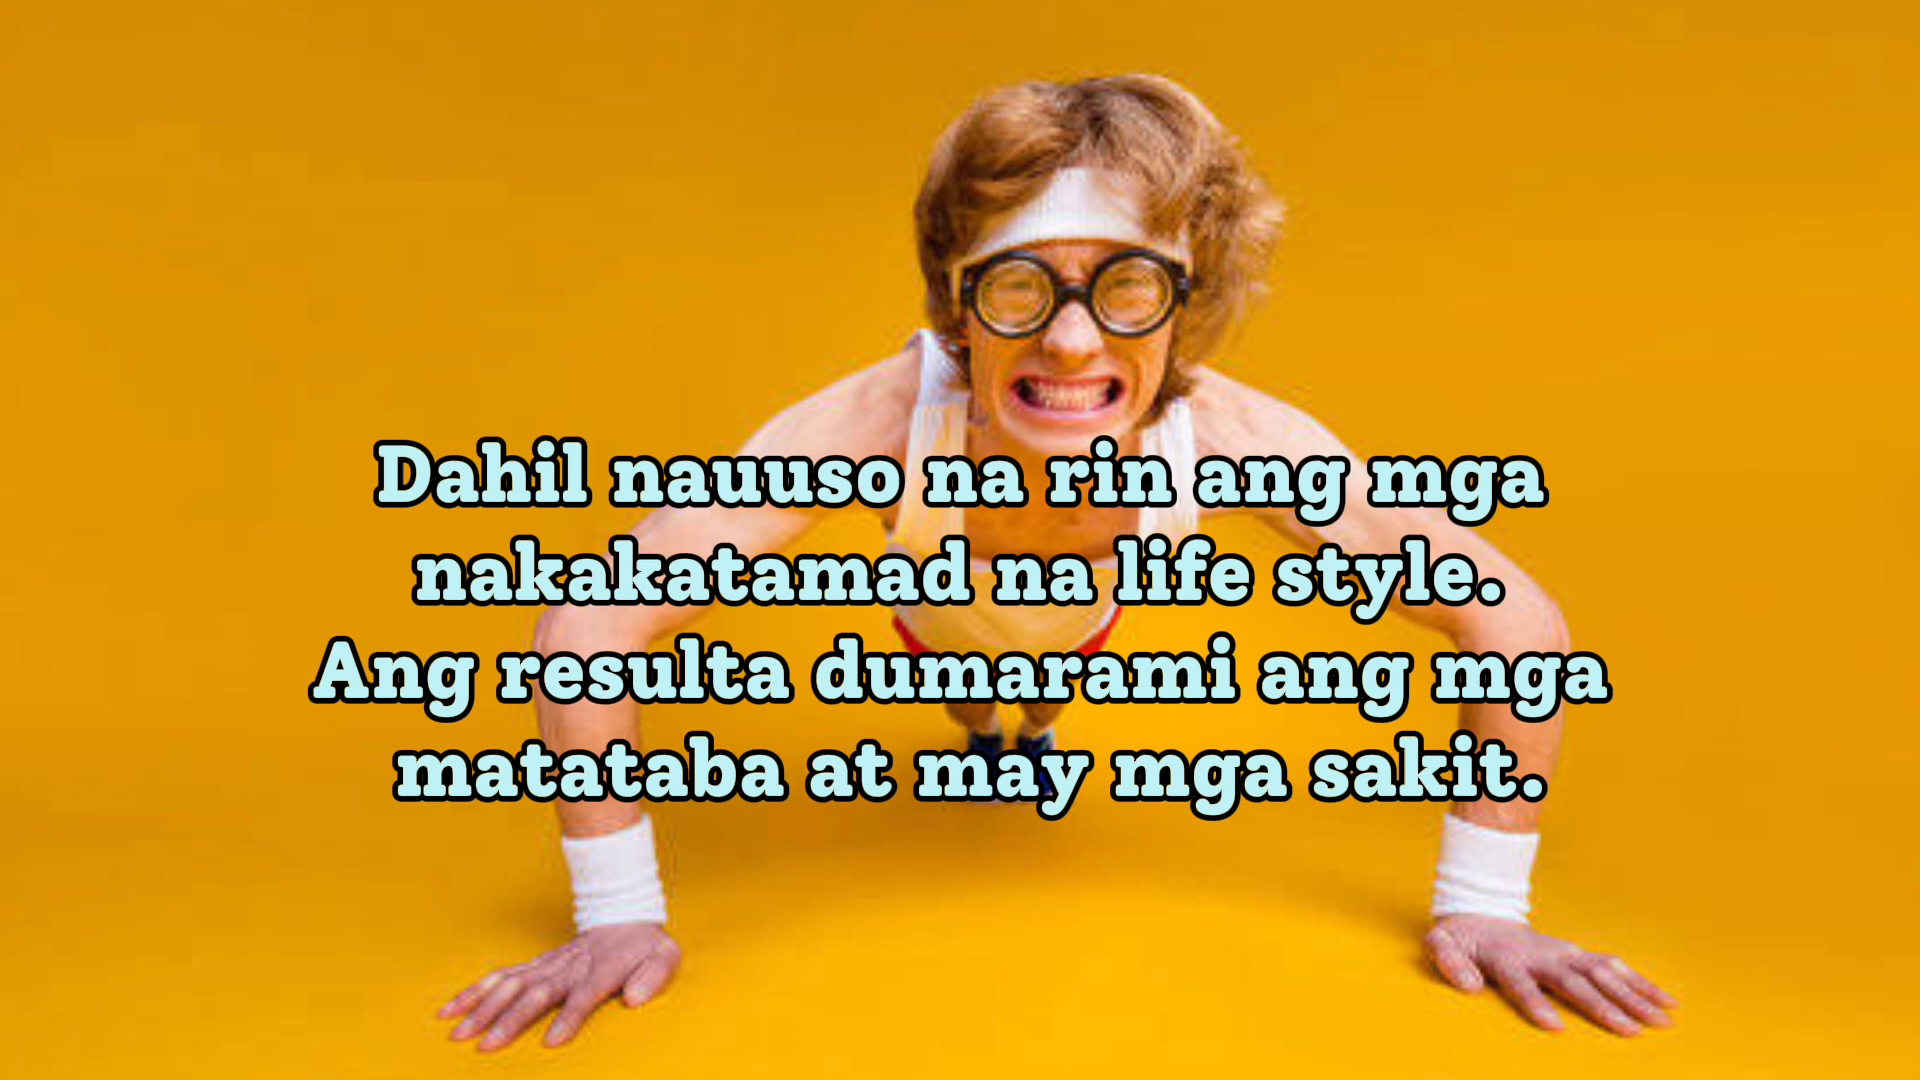 Dahil nauuso na rin ang mga
nakakatamad na life style.
Ang resulta dumarami ang mga
matataba at may mga sakit.